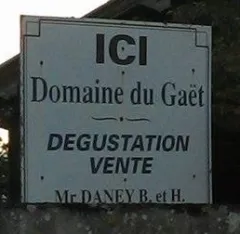 ICI
Domaine du Gaët
DEGUSTATION
VENTE
Mr DANEY B. et H.